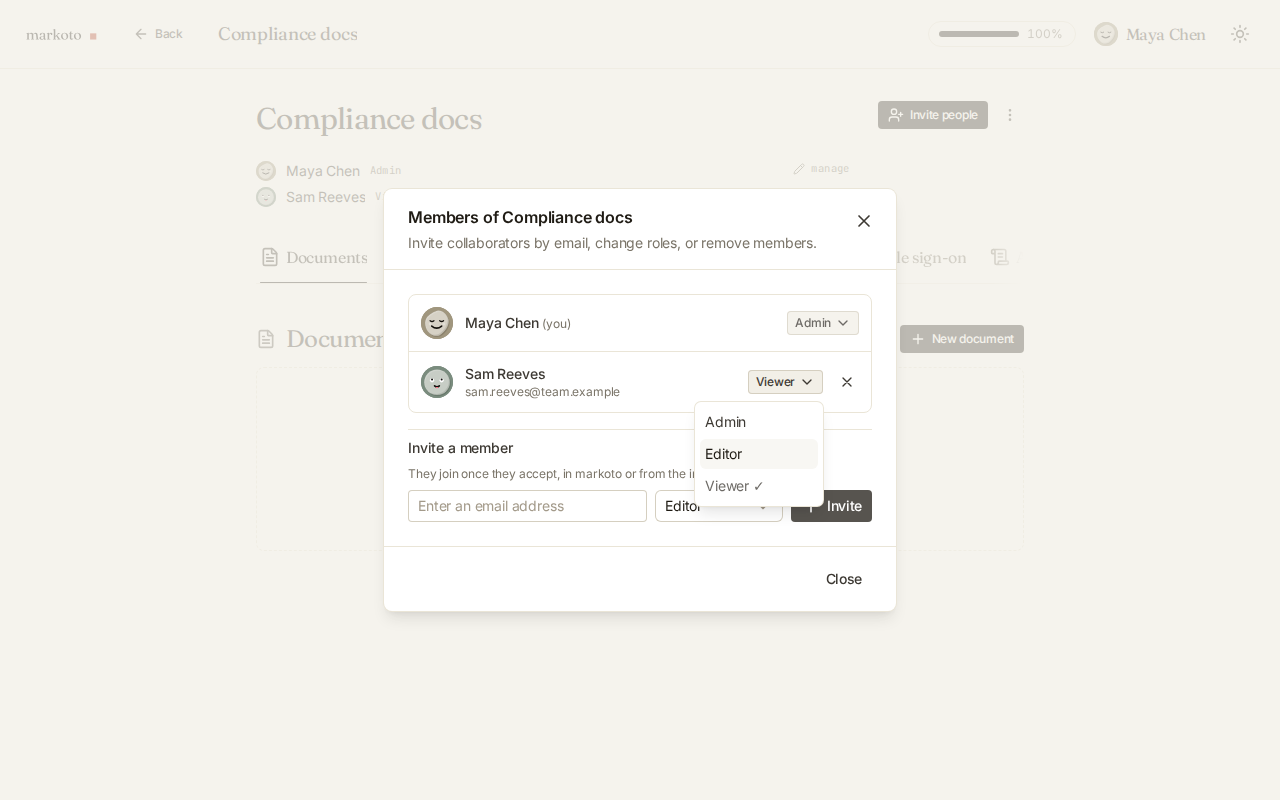 markoto
Back
Compliance docs
100%
Maya Chen
Compliance docs
Invite people
Maya Chen Admin
manage
Sam Reeves
Members of Compliance docs
Invite collaborators by email, change roles, or remove members.
Documents
sign-on
Maya Chen (you)
Admin
New document
Sam Reeves
sam.reeves@team.example
Viewer
Admin
Editor
Viewer ✓
Invite a member
They join once they accept, in markoto or from the
Enter an email address
Editor
Invite
Close